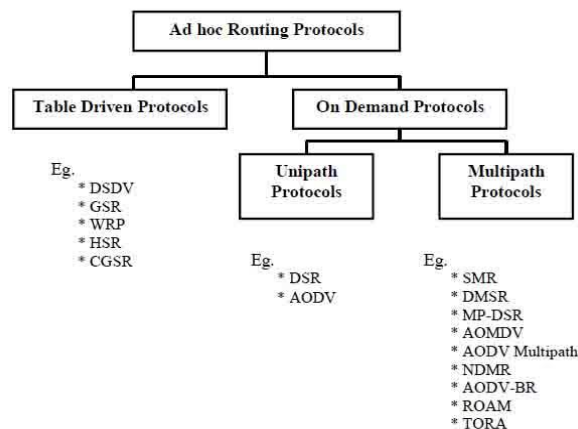 Ad hoc Routing Protocols
Table Driven Protocols
On Demand Protocols
Eg.
* DSDV
* GSR
* WRP
* HSR
* CGSR
Unipath
Protocols
Eg.
* DSR
* AODV
Multipath
Protocols
Eg.
* SMR
* DMSR
* MP-DSR
* AOMDV
* AODV Multipath
* NDMR
* AODV-BR
* ROAM
* TORA